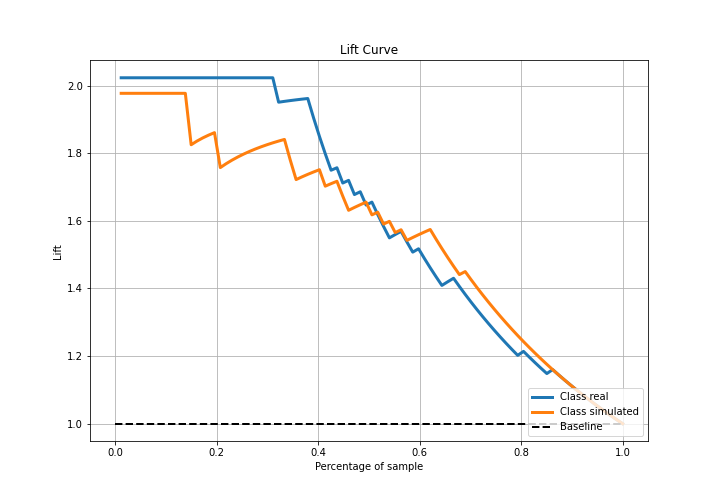 Lift Curve
Lift
2.0
1.8
1.6
1.4
1.2
1.0
0.0
0.2
0.4
0.6
0.8
1.0
Percentage of sample
Class real
Class simulated
Baseline